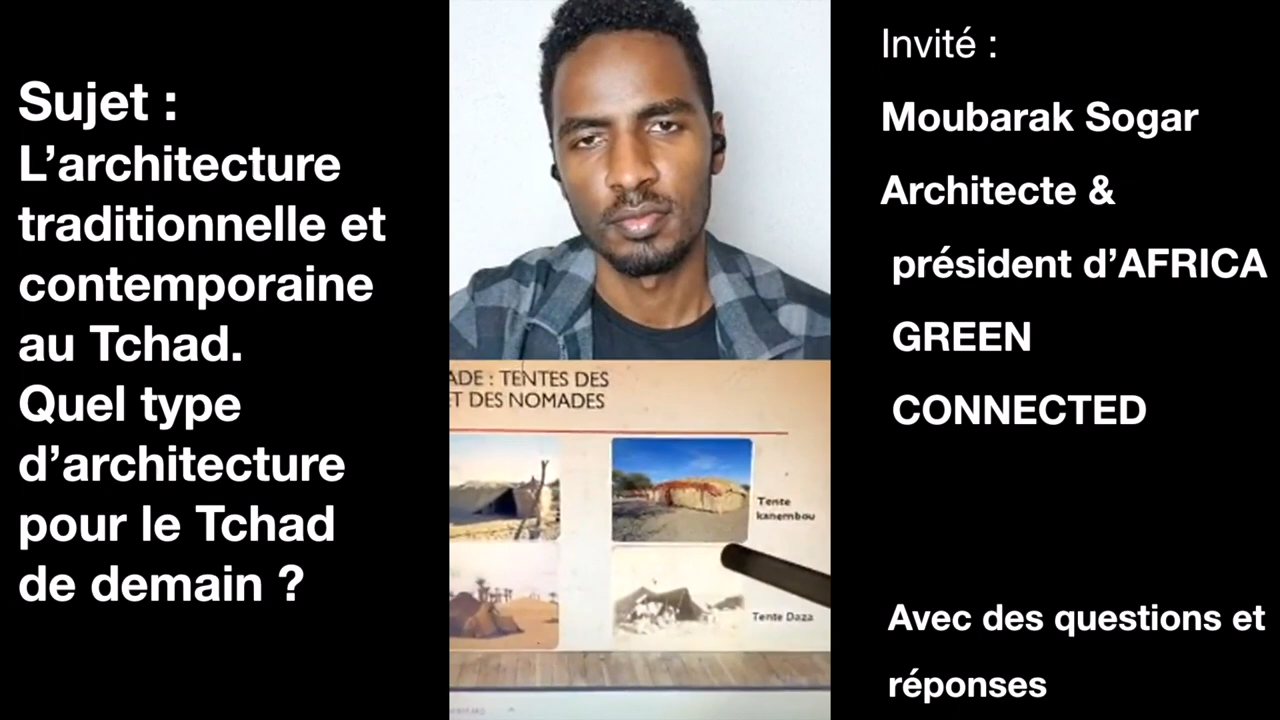 Sujet :
L’architecture
traditionnelle et
contemporaine
au Tchad.
Quel type
d’architecture
pour le Tchad
de demain ?
ADE : TENTES DES
ET DES NOMADES
Tente
kanembou
Tente Daza
Invité :
Moubarak Sogar
Architecte &
président d’AFRICA
GREEN
CONNECTED
Avec des questions et
réponses